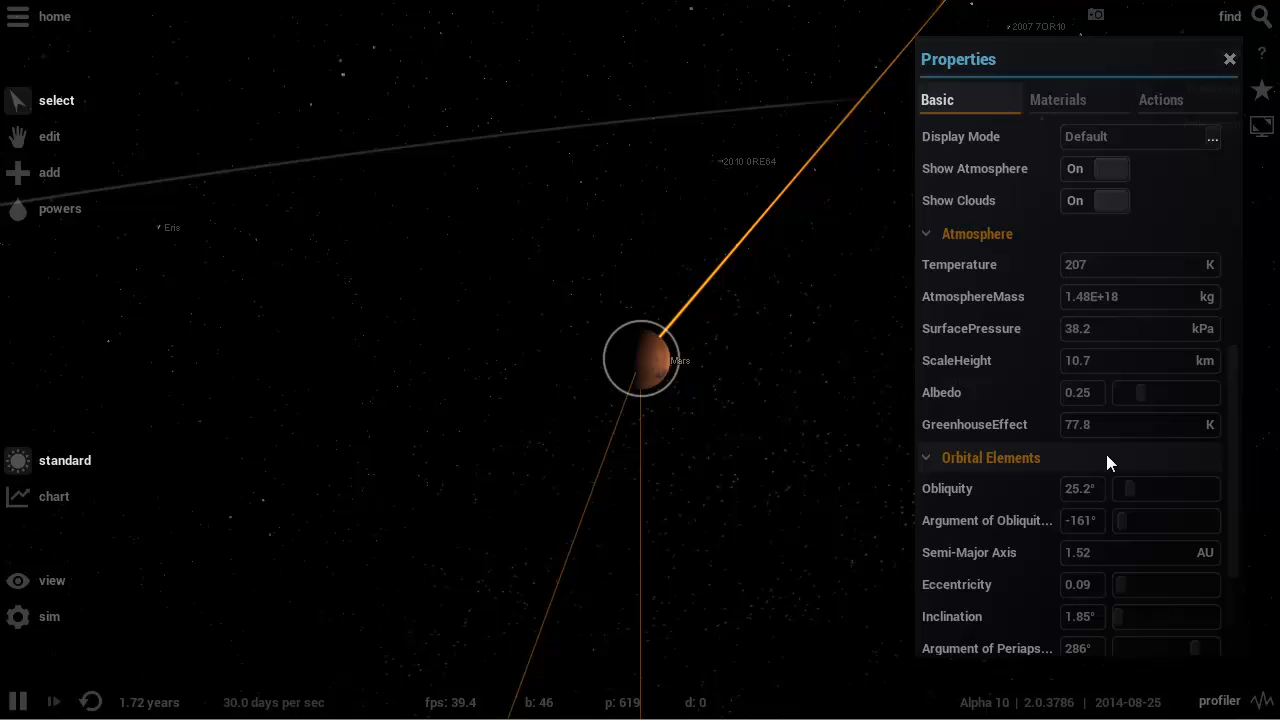 home
find
2007 7OR10
Properties
select
Basic Materials Actions
edit
Display Mode Default ...
2010 0RE64
add
Show Atmosphere On
powers
Show Clouds On
Eris
Atmosphere
Temperature 207 K
AtmosphereMass 1.48E+18 kg
SurfacePressure 38.2 kPa
Mars
ScaleHeight 10.7 km
Albedo 0.25
GreenhouseEffect 77.8 K
standard
Orbital Elements
chart
Obliquity 25.2°
Argument of Obliquit... -161°
Semi-Major Axis 1.52 AU
view
Eccentricity 0.09
sim
Inclination 1.85°
Argument of Periaps... 286°
1.72 years 30.0 days per sec fps: 39.4 b: 46 p: 619 d: 0 Alpha 10 | 2.0.3786 | 2014-08-25 profiler